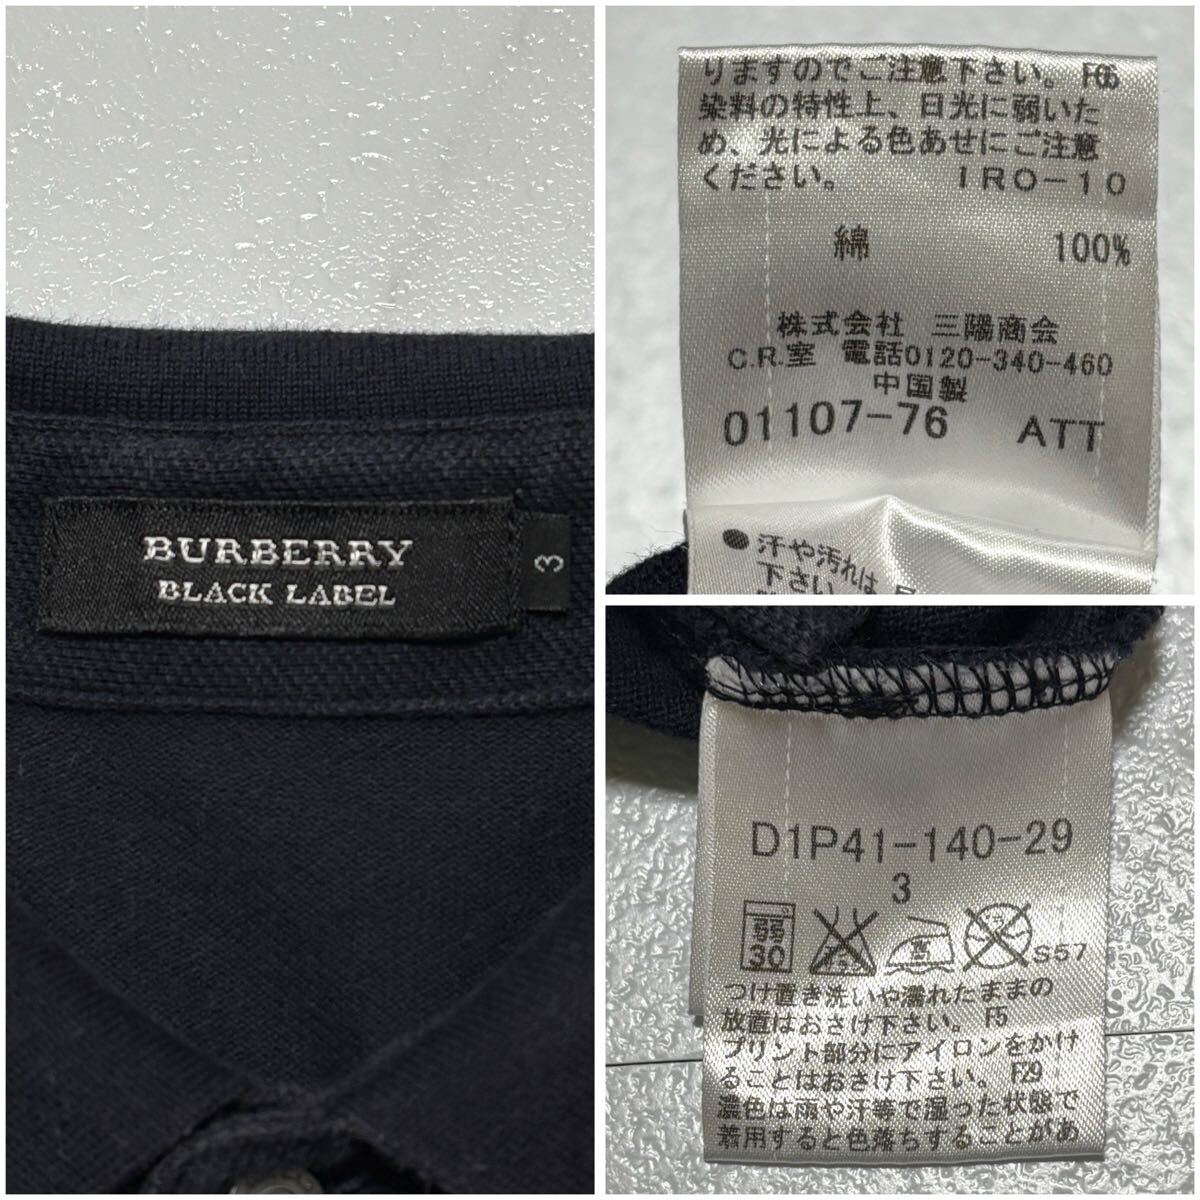 BURBERRY
BLACK LABEL
3
りますのでご注意下さい。 F06
染料の特性上、日光に弱いた
め、光による色あせにご注意
ください。 IRO-10
綿 100%
株式会社 三陽商会
C.R.室 電話0120-340-460
中国製
01107-76 ATT
●汗や汚れは
下さい
D1P41-140-29
3
弱
30
S57
つけ置き洗いや濡れたままの
放置はおさけ下さい。 F5
プリント部分にアイロンをかけ
ることはおさけ下さい。 F29
濃色は雨や汗等で湿った状態で
着用すると色落ちすることがあ